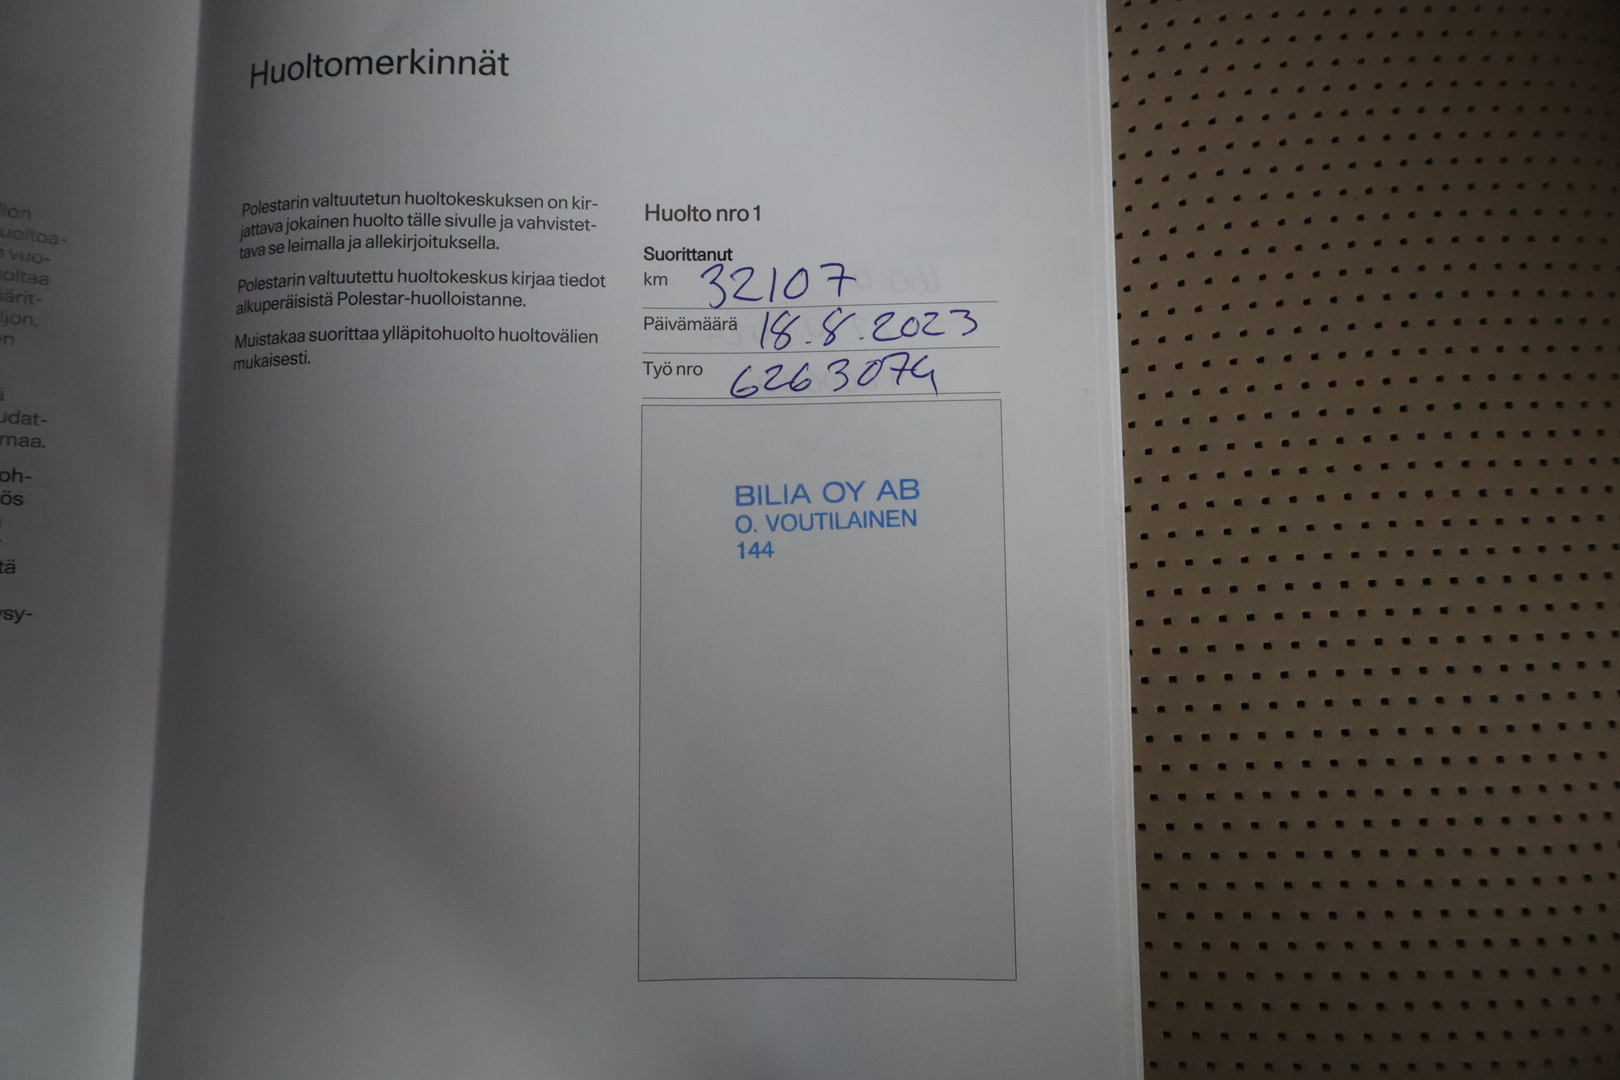 Huoltomerkinnät
Polestarin valtuutetun huoltokeskuksen on kir-
jattava jokainen huolto tälle sivulle ja vahvistet-
tava se leimalla ja allekirjoituksella.
Polestarin valtuutettu huoltokeskus kirjaa tiedot
alkuperäisistä Polestar-huolloistanne.
Muistakaa suorittaa ylläpitohuolto huoltovälien
mukaisesti.
Huolto nro 1
Suorittanut
km 32107
Päivämäärä 18.8.2023
Työ nro 6263074
BILIA OY AB
O. VOUTILAINEN
144